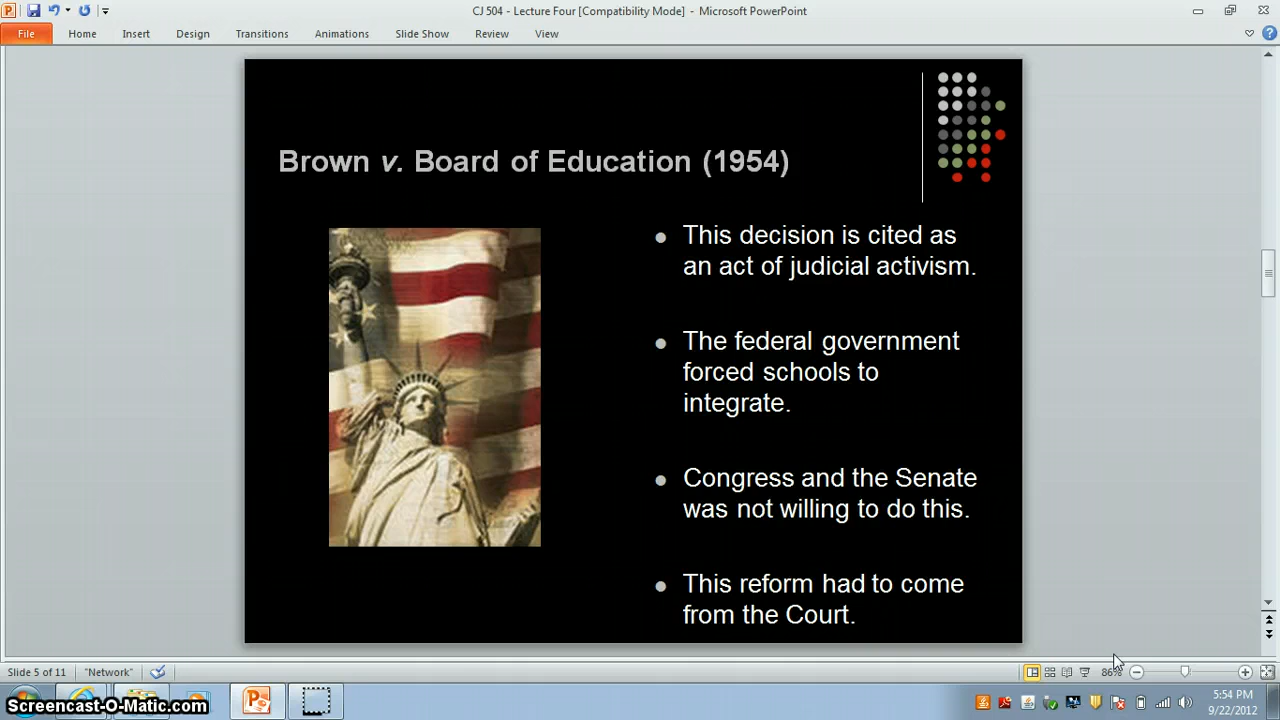 CJ 504 - Lecture Four [Compatibility Mode] - Microsoft PowerPoint
File Home Insert Design Transitions Animations Slide Show Review View
Brown v. Board of Education (1954)
● This decision is cited as
an act of judicial activism.
● The federal government
forced schools to
integrate.
● Congress and the Senate
was not willing to do this.
● This reform had to come
from the Court.
Slide 5 of 11 "Network" 86%
Screencast-O-Matic.com
5:54 PM
9/22/2012